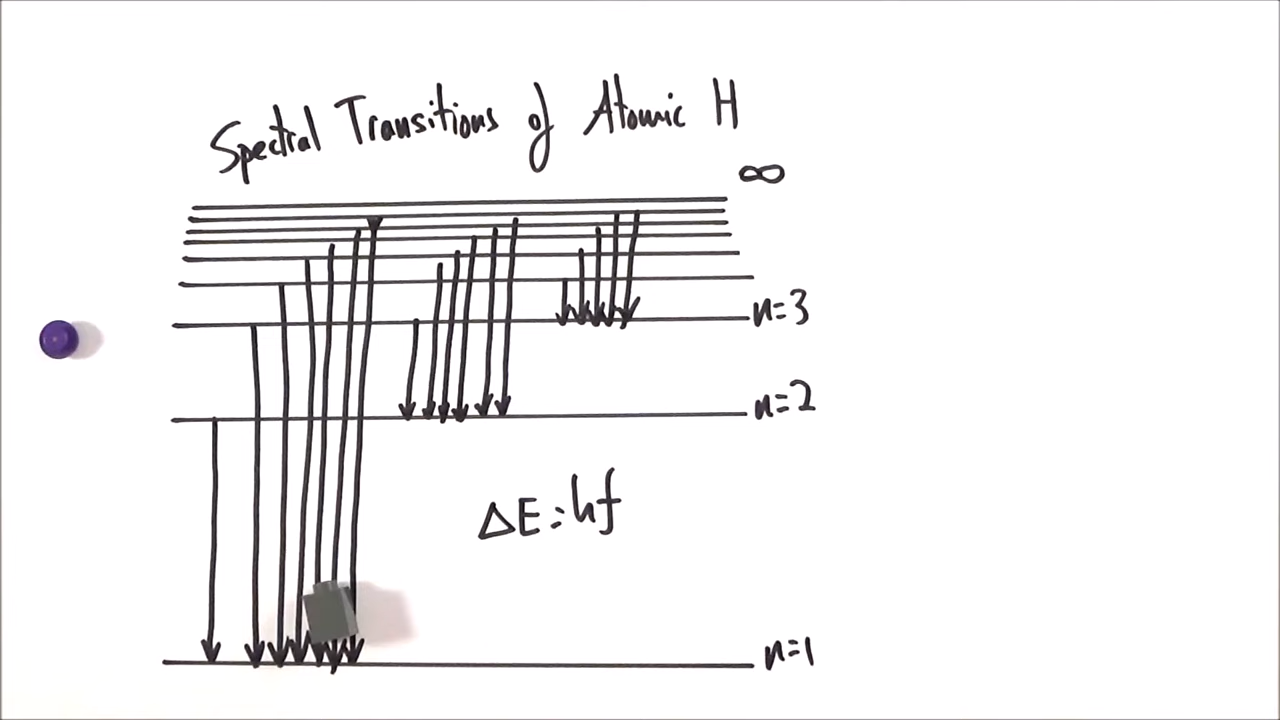 Spectral Transitions of Atomic H
∞
n=3
n=2
ΔE=hf
n=1